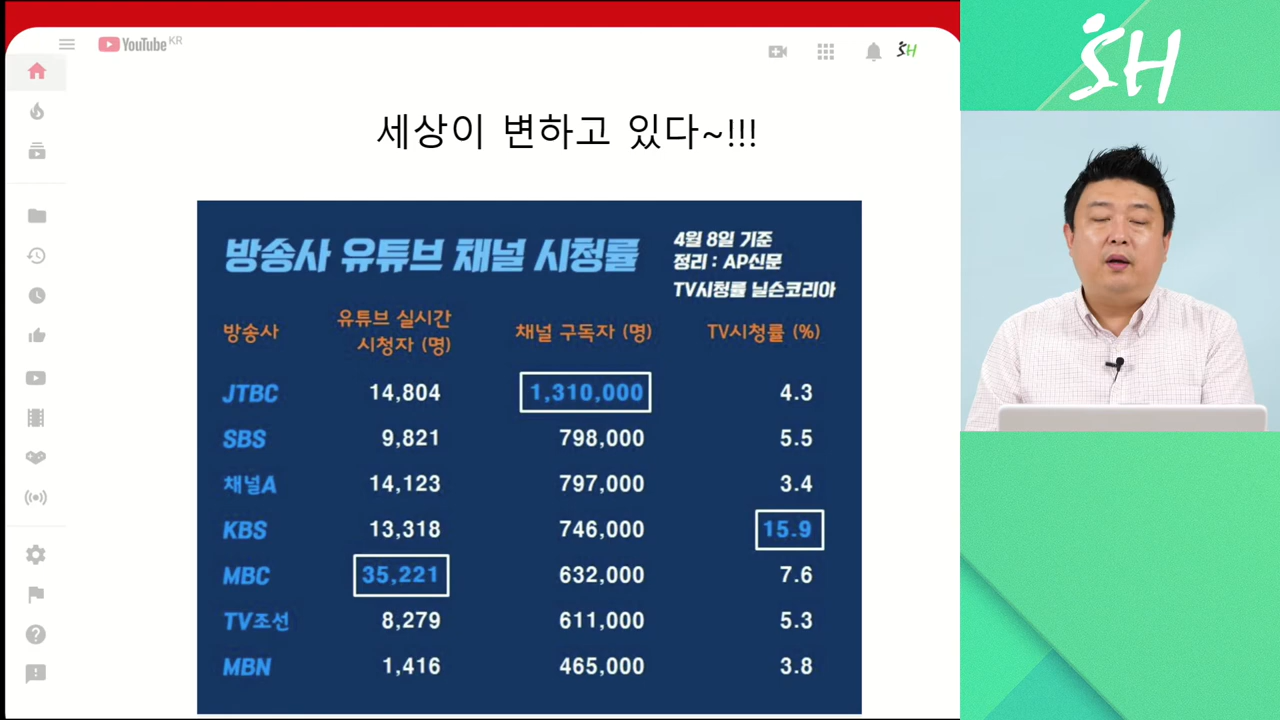 YouTube KR
SH
SH
세상이 변하고 있다~!!!
방송사 유튜브 채널 시청률
4월 8일 기준
정리 : AP신문
TV시청률 닐슨코리아
방송사 유튜브 실시간 시청자 (명) 채널 구독자 (명) TV시청률 (%)
JTBC 14,804 1,310,000 4.3
SBS 9,821 798,000 5.5
채널A 14,123 797,000 3.4
KBS 13,318 746,000 15.9
MBC 35,221 632,000 7.6
TV조선 8,279 611,000 5.3
MBN 1,416 465,000 3.8